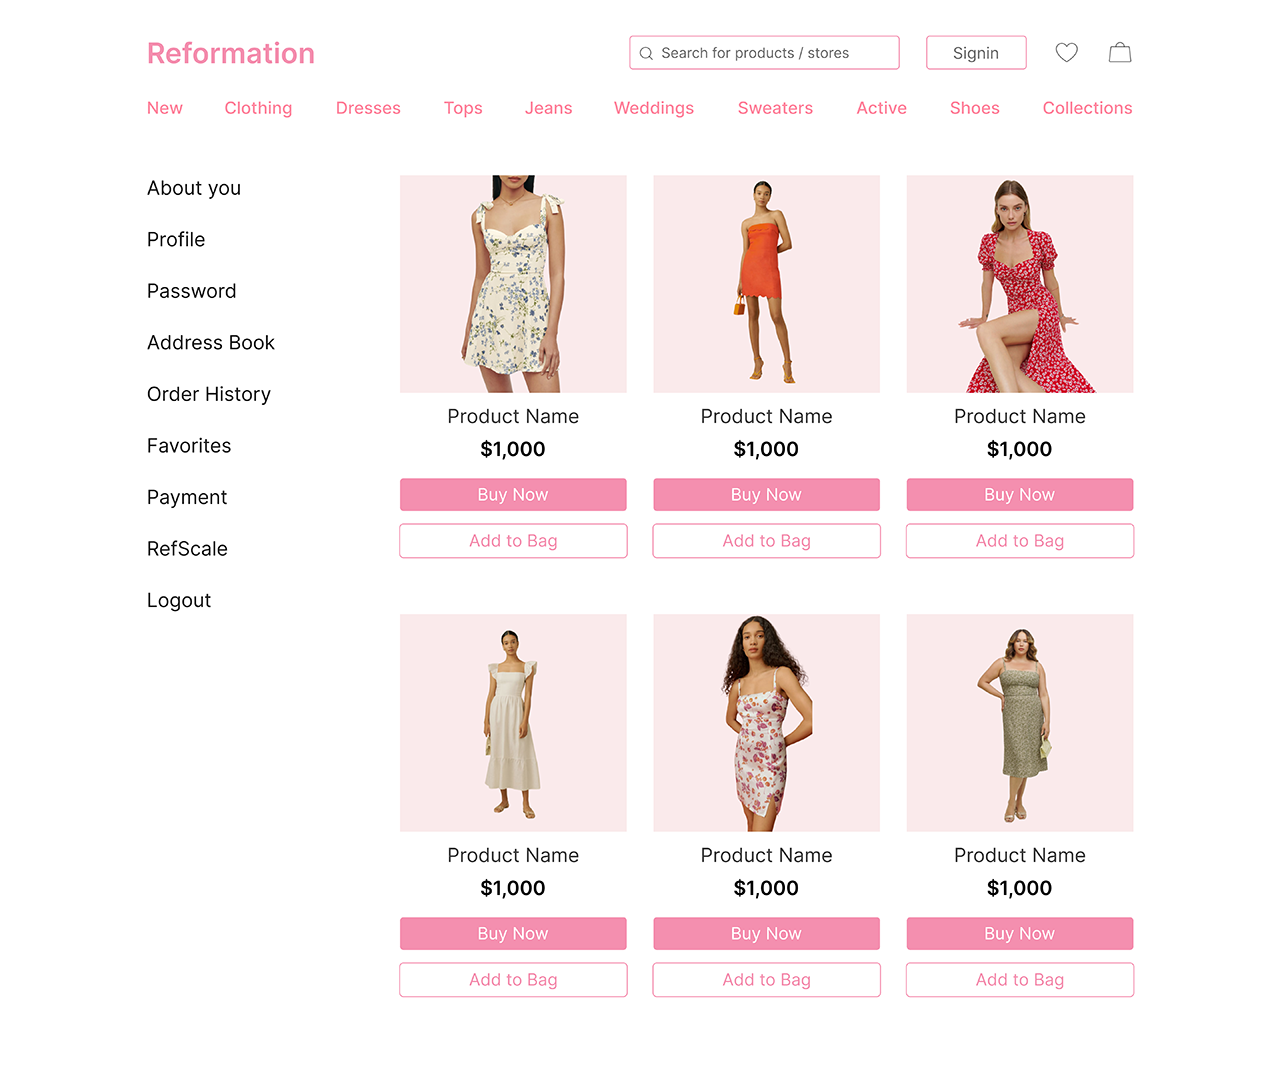 Reformation
Search for products / stores
Signin
New Clothing Dresses Tops Jeans Weddings Sweaters Active Shoes Collections
About you
Profile
Password
Address Book
Order History
Favorites
Payment
RefScale
Logout
Product Name Product Name Product Name
$1,000 $1,000 $1,000
Buy Now Buy Now Buy Now
Add to Bag Add to Bag Add to Bag
Product Name Product Name Product Name
$1,000 $1,000 $1,000
Buy Now Buy Now Buy Now
Add to Bag Add to Bag Add to Bag